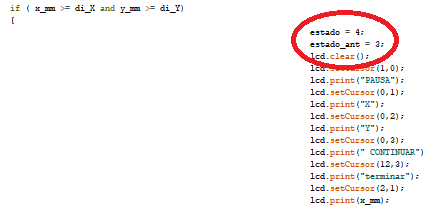 if ( x_mm >= di_X and y_mm >= di_Y)
{
estado = 4;
estado_ant = 3;
lcd.clear();
lcd.setCursor(1,0);
lcd.print("PAUSA");
lcd.setCursor(0,1);
lcd.print("X");
lcd.setCursor(0,2);
lcd.print("Y");
lcd.setCursor(0,3);
lcd.print(" CONTINUAR")
lcd.setCursor(12,3);
lcd.print("terminar");
lcd.setCursor(2,1);
lcd.print(x_mm);